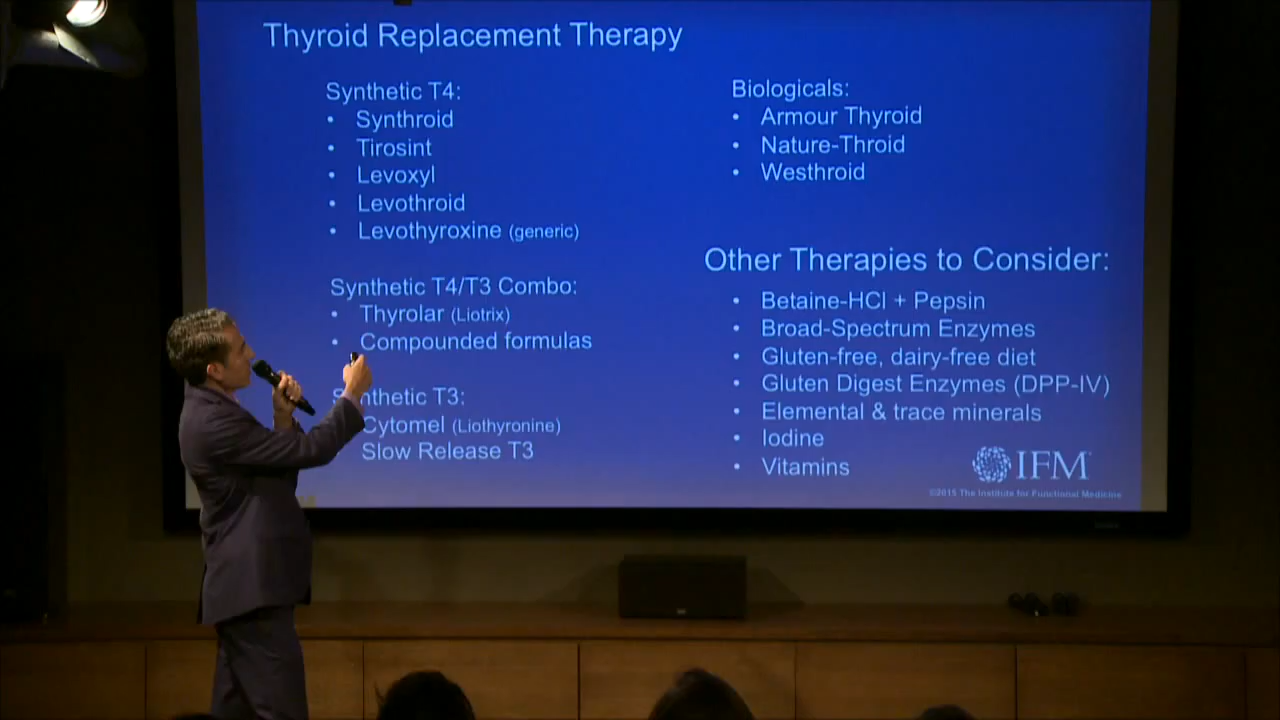 Thyroid Replacement Therapy
Synthetic T4:
• Synthroid
• Tirosint
• Levoxyl
• Levothroid
• Levothyroxine (generic)
Synthetic T4/T3 Combo:
• Thyrolar (Liotrix)
• Compounded formulas
nthetic T3:
Cytomel (Liothyronine)
Slow Release T3
Biologicals:
• Armour Thyroid
• Nature-Throid
• Westhroid
Other Therapies to Consider:
• Betaine-HCl + Pepsin
• Broad-Spectrum Enzymes
• Gluten-free, dairy-free diet
• Gluten Digest Enzymes (DPP-IV)
• Elemental & trace minerals
• Iodine
• Vitamins
IFM
©2015 The Institute for Functional Medicine